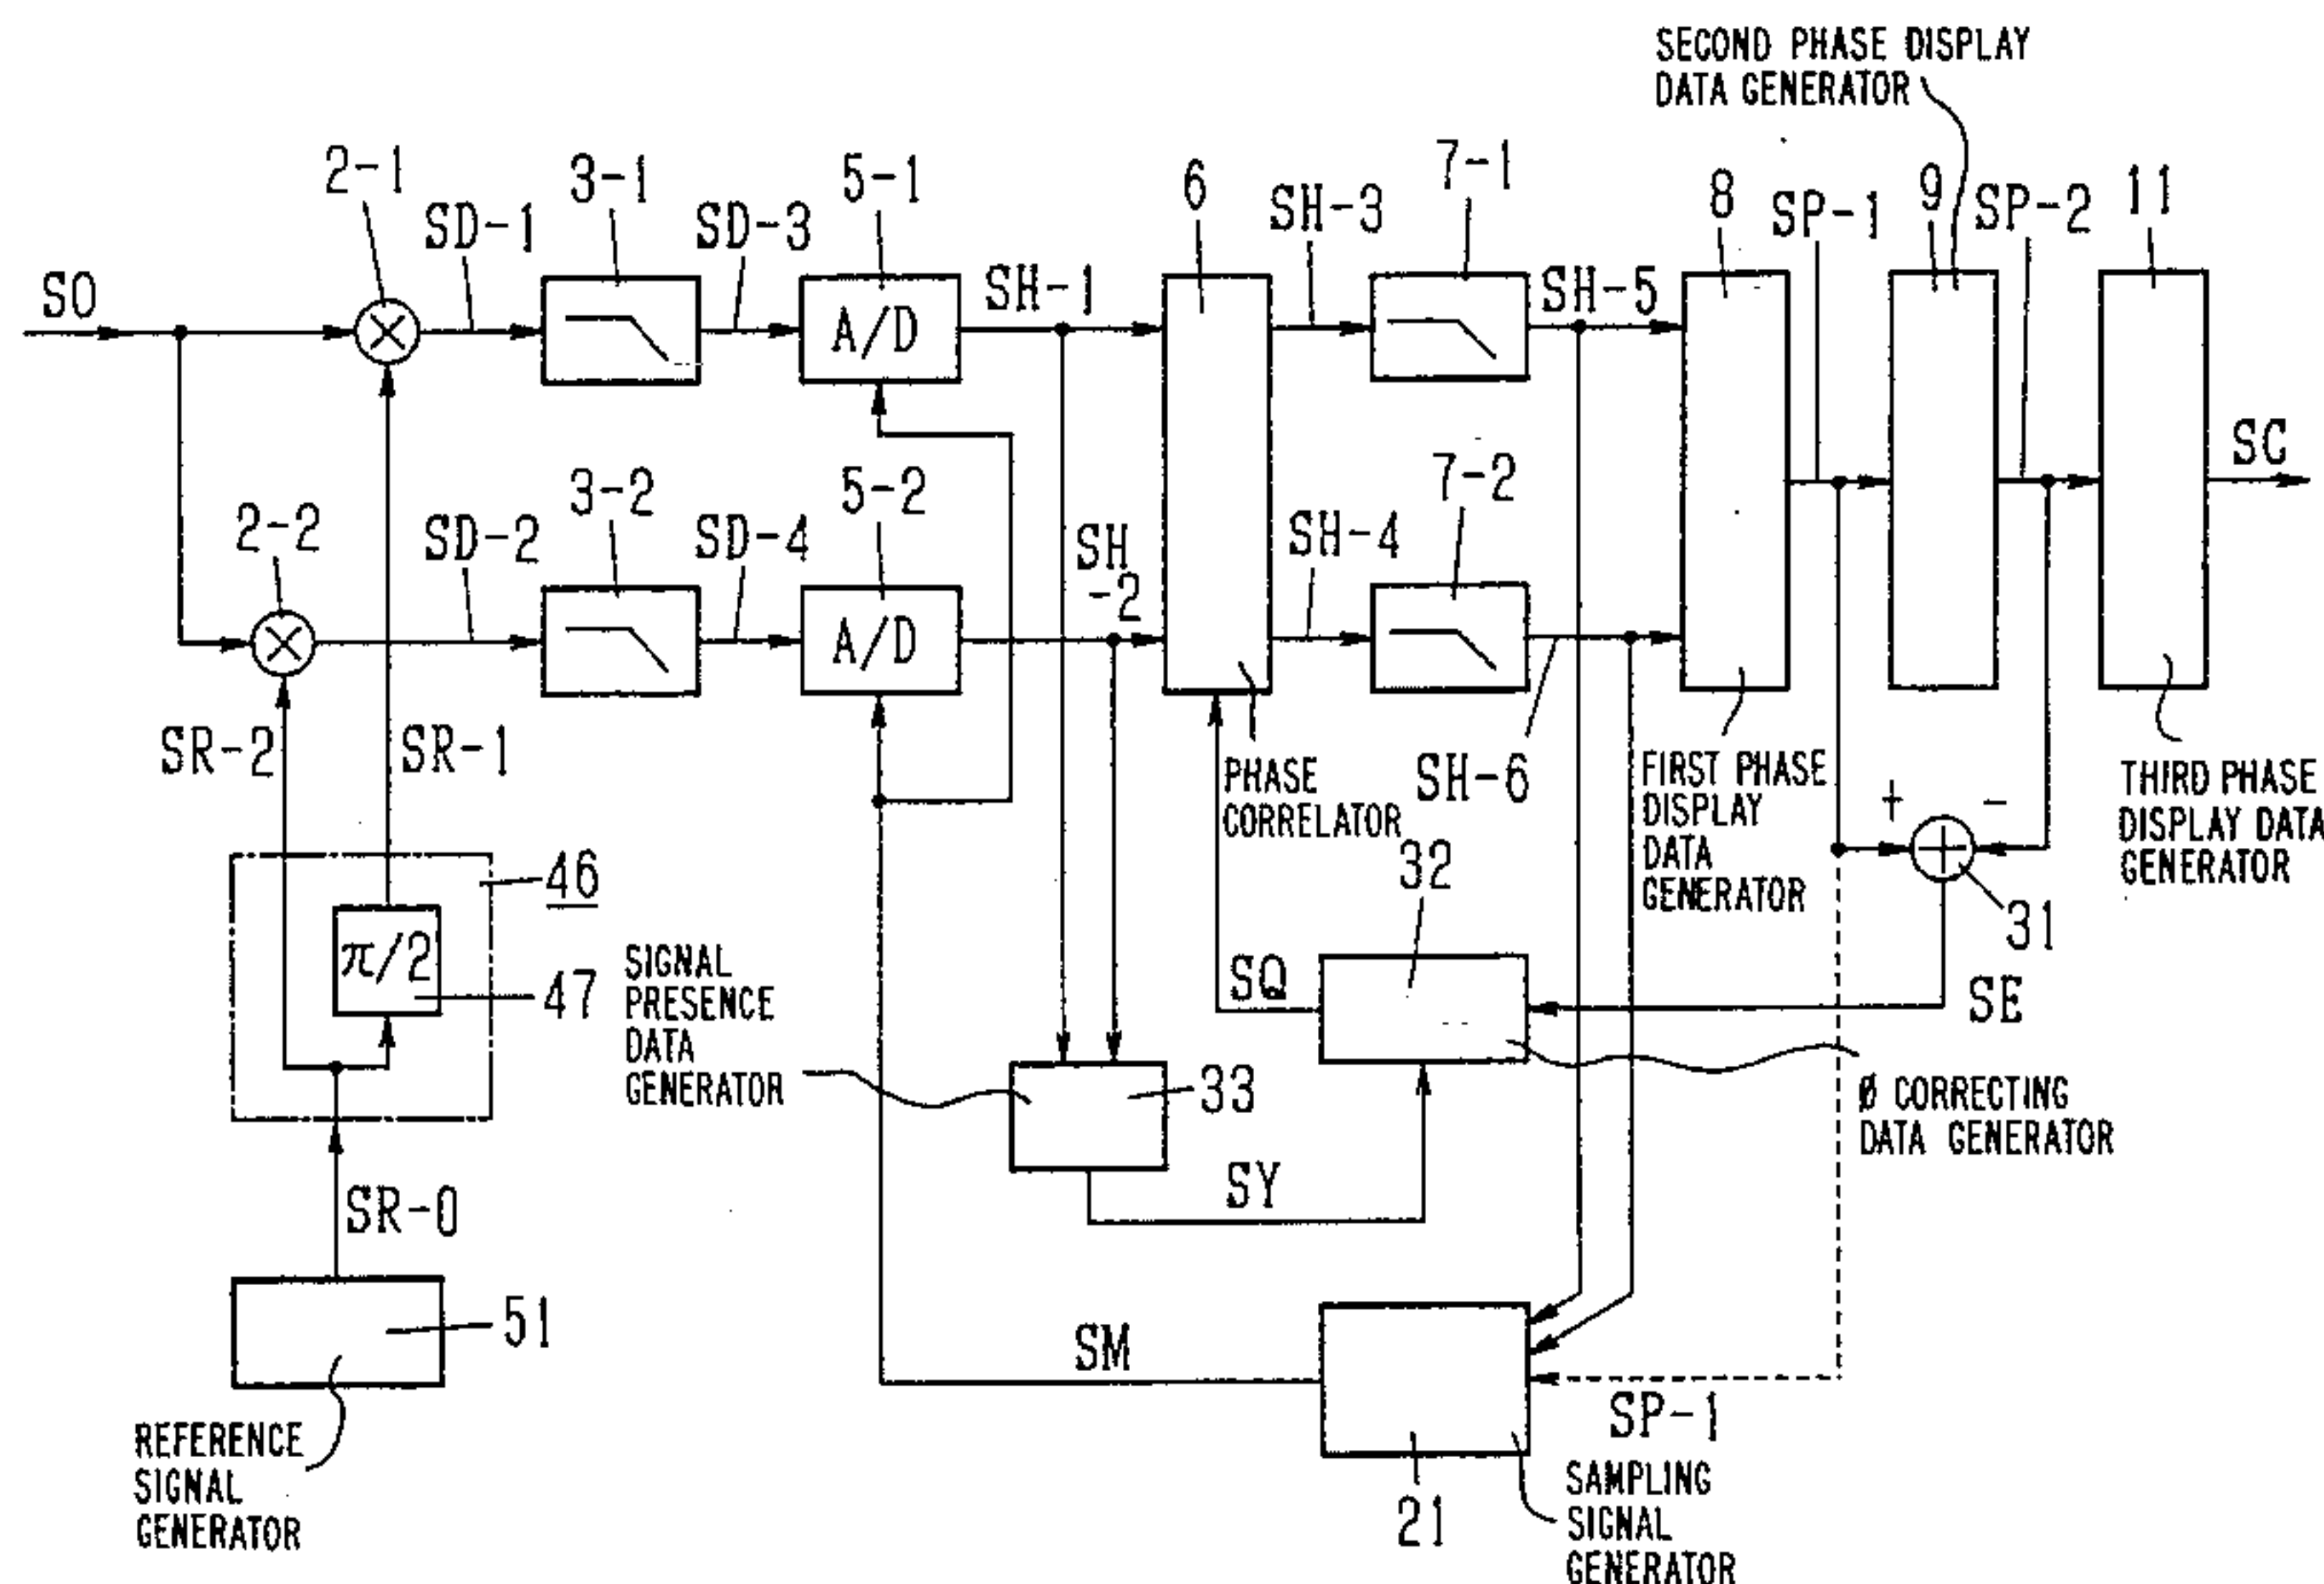 SECOND PHASE DISPLAY
DATA GENERATOR
2-1
3-1
5-1
6
7-1
8
9
11
SO
SD-1
SD-3
SH-1
SH-3
SH-5
SP-1
SP-2
A/D
SG
2-2
3-2
5-2
7-2
SD-2
SD-4
SH
-2
SH-4
A/D
SR-2
SR-1
PHASE
CORRELATOR
SH-6
FIRST PHASE
DISPLAY
DATA
GENERATOR
+
-
THIRD PHASE
DISPLAY DATA
GENERATOR
46
32
31
π/2
47
SIGNAL
PRESENCE
DATA
GENERATOR
SQ
SE
33
Ø CORRECTING
DATA GENERATOR
SY
SR-0
51
SM
SP-1
REFERENCE
SIGNAL
GENERATOR
21
SAMPLING
SIGNAL
GENERATOR